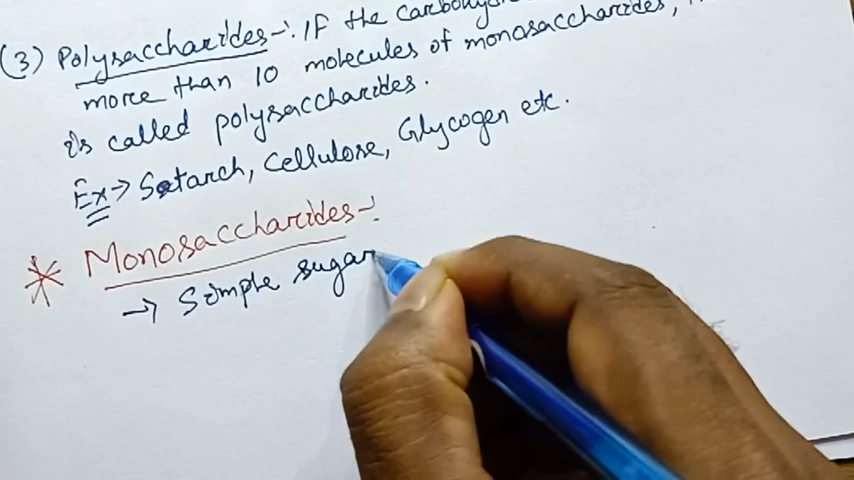 (3) Polysaccharides -: If the
more than 10 molecules of monosaccharides,
is called polysaccharides.
Ex → Starch, Cellulose, Glycogen etc.
* Monosaccharides -:
→ Simple sugar